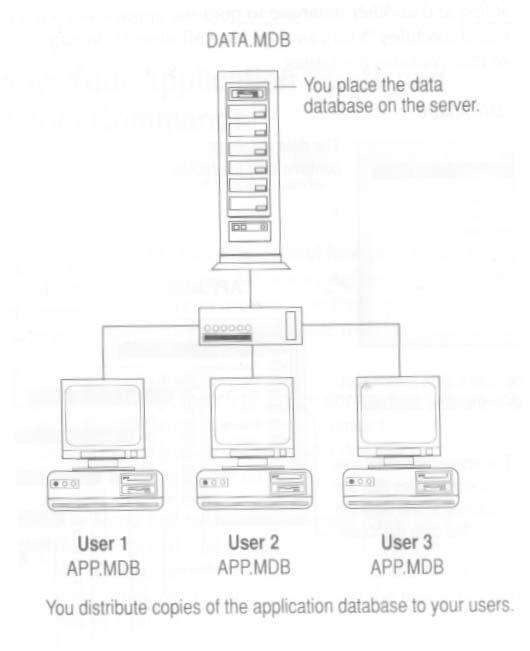 DATA.MDB
You place the data
database on the server.
User 1
User 2
User 3
APP.MDB
APP.MDB
APP.MDB
You distribute copies of the application database to your users.